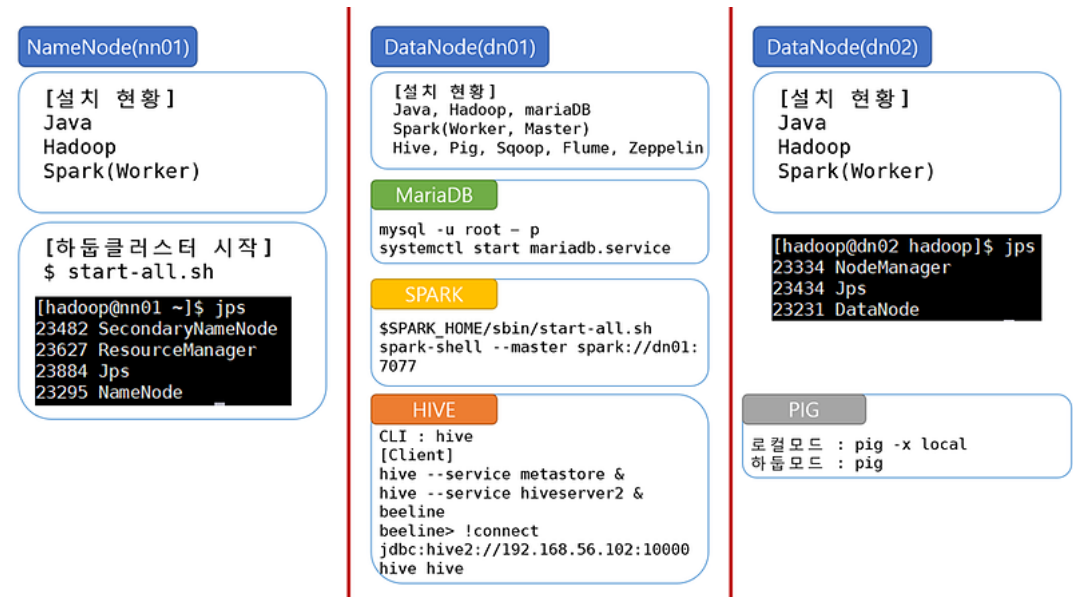 NameNode(nn01)
[설치 현황]
Java
Hadoop
Spark(Worker)
[하둡클러스터 시작]
$ start-all.sh
[hadoop@nn01 ~]$ jps
23482 SecondaryNameNode
23627 ResourceManager
23884 Jps
23295 NameNode
DataNode(dn01)
[설치 현황]
Java, Hadoop, mariaDB
Spark(Worker, Master)
Hive, Pig, Sqoop, Flume, Zeppelin
MariaDB
mysql -u root – p
systemctl start mariadb.service
SPARK
$SPARK_HOME/sbin/start-all.sh
spark-shell --master spark://dn01:
7077
HIVE
CLI : hive
[Client]
hive --service metastore &
hive --service hiveserver2 &
beeline
beeline> !connect
jdbc:hive2://192.168.56.102:10000
hive hive
DataNode(dn02)
[설치 현황]
Java
Hadoop
Spark(Worker)
[hadoop@dn02 hadoop]$ jps
23334 NodeManager
23434 Jps
23231 DataNode
PIG
로컬모드 : pig -x local
하둡모드 : pig